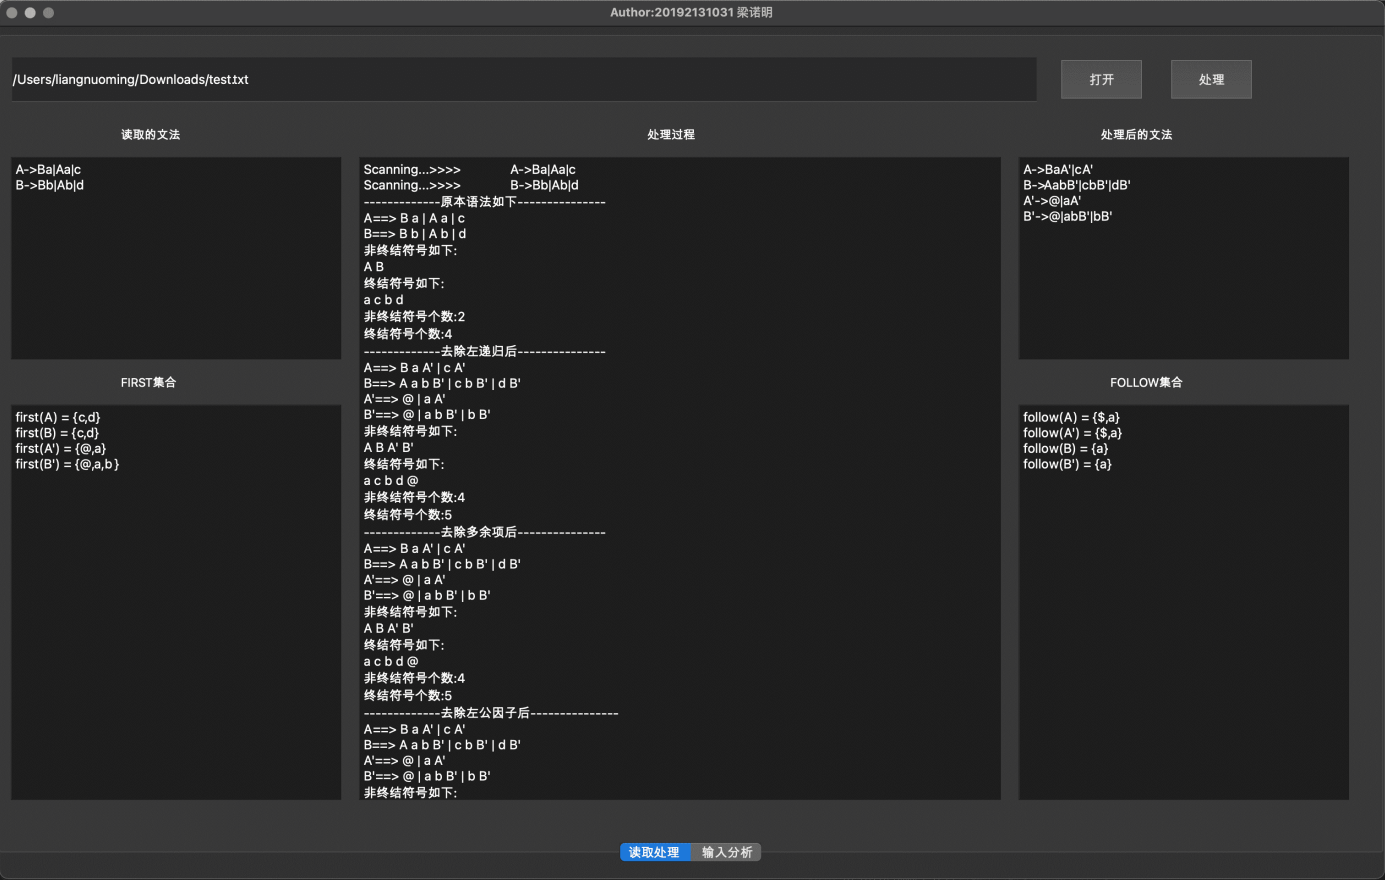 Author:20192131031 梁诺明
/Users/liangnuoming/Downloads/test.txt
打开
处理
读取的文法
A->Ba|Aa|c
B->Bb|Ab|d
FIRST集合
first(A) = {c,d}
first(B) = {c,d}
first(A') = {@,a}
first(B') = {@,a,b}
处理过程
Scanning...>>>> A->Ba|Aa|c
Scanning...>>>> B->Bb|Ab|d
-------------原本语法如下---------------
A==> B a | A a | c
B==> B b | A b | d
非终结符号如下:
A B
终结符号如下:
a c b d
非终结符号个数:2
终结符号个数:4
-------------去除左递归后---------------
A==> B a A' | c A'
B==> A a b B' | c b B' | d B'
A'==> @ | a A'
B'==> @ | a b B' | b B'
非终结符号如下:
A B A' B'
终结符号如下:
a c b d @
非终结符号个数:4
终结符号个数:5
-------------去除多余项后---------------
A==> B a A' | c A'
B==> A a b B' | c b B' | d B'
A'==> @ | a A'
B'==> @ | a b B' | b B'
非终结符号如下:
A B A' B'
终结符号如下:
a c b d @
非终结符号个数:4
终结符号个数:5
-------------去除左公因子后---------------
A==> B a A' | c A'
B==> A a b B' | c b B' | d B'
A'==> @ | a A'
B'==> @ | a b B' | b B'
非终结符号如下:
处理后的文法
A->BaA'|cA'
B->AabB'|cbB'|dB'
A'->@|aA'
B'->@|abB'|bB'
FOLLOW集合
follow(A) = {$,a}
follow(A') = {$,a}
follow(B) = {a}
follow(B') = {a}
读取处理
输入分析